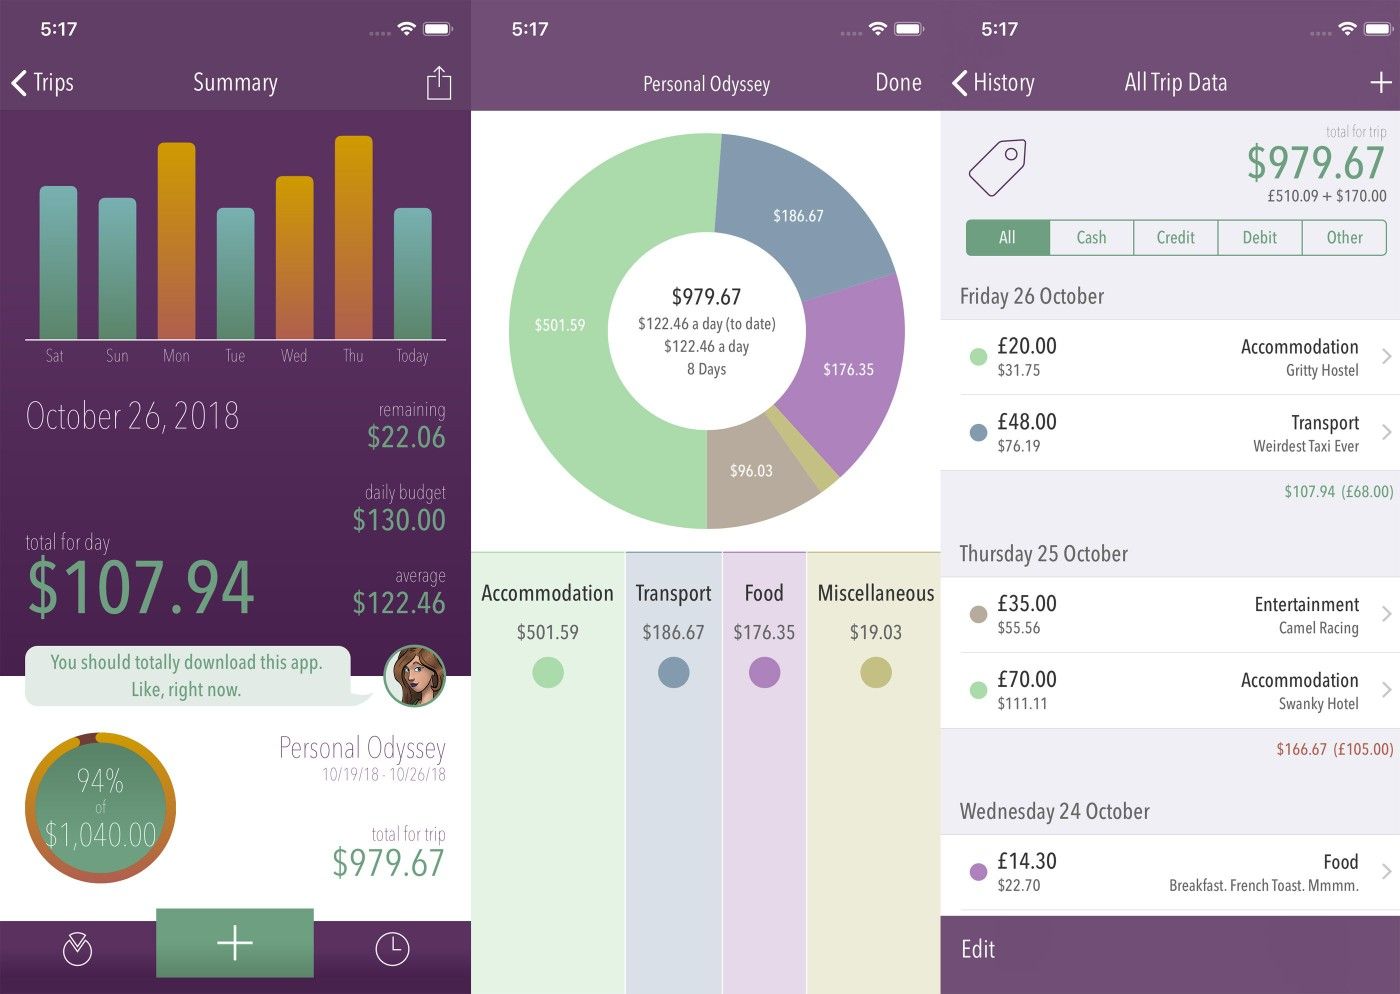 5:17
Trips
Summary
Sat Sun Mon Tue Wed Thu Today
October 26, 2018
remaining
$22.06
daily budget
$130.00
total for day
$107.94
average
$122.46
You should totally download this app.
Like, right now.
94%
of
$1,040.00
Personal Odyssey
10/19/18 - 10/26/18
total for trip
$979.67
5:17
Personal Odyssey
Done
$186.67
$501.59
$176.35
$96.03
$979.67
$122.46 a day (to date)
$122.46 a day
8 Days
Accommodation Transport Food Miscellaneous
$501.59 $186.67 $176.35 $19.03
5:17
History
All Trip Data
total for trip
$979.67
£510.09 + $170.00
All Cash Credit Debit Other
Friday 26 October
£20.00 Accommodation
$31.75 Gritty Hostel
£48.00 Transport
$76.19 Weirdest Taxi Ever
$107.94 (£68.00)
Thursday 25 October
£35.00 Entertainment
$55.56 Camel Racing
£70.00 Accommodation
$111.11 Swanky Hotel
$166.67 (£105.00)
Wednesday 24 October
£14.30 Food
$22.70 Breakfast. French Toast. Mmmm.
Edit